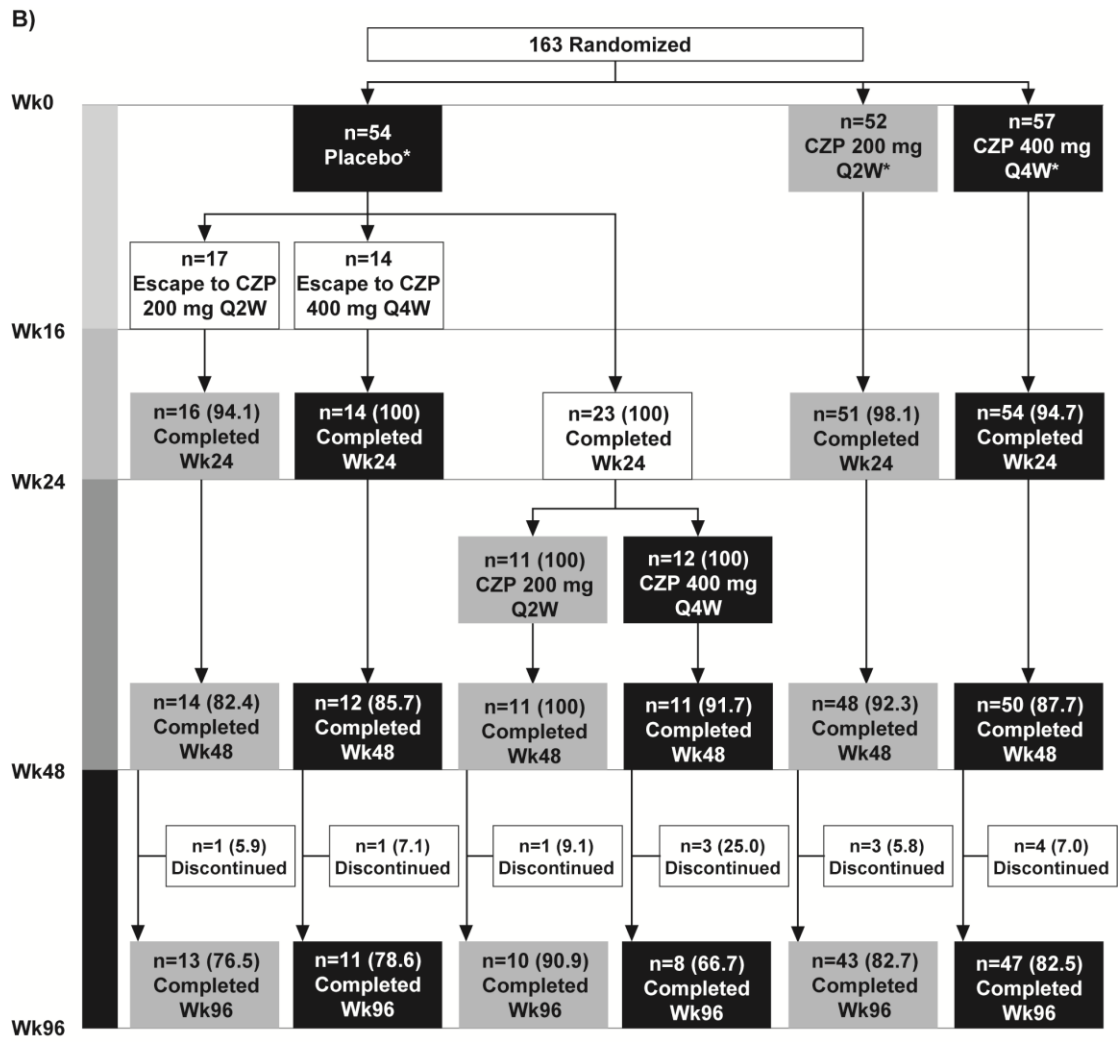 B)
163 Randomized
Wk0
n=54
Placebo*
n=52
CZP 200 mg
Q2W*
n=57
CZP 400 mg
Q4W*
n=17
Escape to CZP
200 mg Q2W
n=14
Escape to CZP
400 mg Q4W
Wk16
n=16 (94.1)
Completed
Wk24
n=14 (100)
Completed
Wk24
n=23 (100)
Completed
Wk24
n=51 (98.1)
Completed
Wk24
n=54 (94.7)
Completed
Wk24
Wk24
n=11 (100)
CZP 200 mg
Q2W
n=12 (100)
CZP 400 mg
Q4W
n=14 (82.4)
Completed
Wk48
n=12 (85.7)
Completed
Wk48
n=11 (100)
Completed
Wk48
n=11 (91.7)
Completed
Wk48
n=48 (92.3)
Completed
Wk48
n=50 (87.7)
Completed
Wk48
Wk48
n=1 (5.9)
Discontinued
n=1 (7.1)
Discontinued
n=1 (9.1)
Discontinued
n=3 (25.0)
Discontinued
n=3 (5.8)
Discontinued
n=4 (7.0)
Discontinued
n=13 (76.5)
Completed
Wk96
n=11 (78.6)
Completed
Wk96
n=10 (90.9)
Completed
Wk96
n=8 (66.7)
Completed
Wk96
n=43 (82.7)
Completed
Wk96
n=47 (82.5)
Completed
Wk96
Wk96